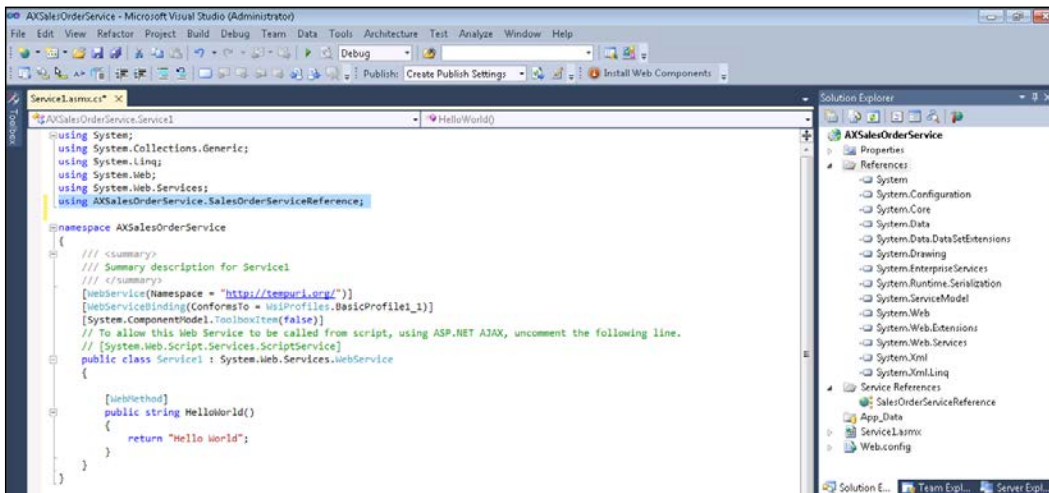 AXSalesOrderService - Microsoft Visual Studio (Administrator)
File Edit View Refactor Project Build Debug Team Data Tools Architecture Test Analyze Window Help
Debug
Publish: Create Publish Settings Install Web Components
Toolbox
Service1.asmx.cs*
AXSalesOrderService.Service1 HelloWorld()
using System;
using System.Collections.Generic;
using System.Linq;
using System.Web;
using System.Web.Services;
using AXSalesOrderService.SalesOrderServiceReference;
namespace AXSalesOrderService
{
/// <summary>
/// Summary description for Service1
/// </summary>
[WebService(Namespace = "http://tempuri.org/")]
[WebServiceBinding(ConformsTo = WsiProfiles.BasicProfile1_1)]
[System.ComponentModel.ToolboxItem(false)]
// To allow this Web Service to be called from script, using ASP.NET AJAX, uncomment the following line.
// [System.Web.Script.Services.ScriptService]
public class Service1 : System.Web.Services.WebService
{
[WebMethod]
public string HelloWorld()
{
return "Hello World";
}
}
}
Solution Explorer
AXSalesOrderService
Properties
References
System
System.Configuration
System.Core
System.Data
System.Data.DataSetExtensions
System.Drawing
System.EnterpriseServices
System.Runtime.Serialization
System.ServiceModel
System.Web
System.Web.Extensions
System.Web.Services
System.Xml
System.Xml.Linq
Service References
SalesOrderServiceReference
App_Data
Service1.asmx
Web.config
Solution E... Team Expl... Server Expl...